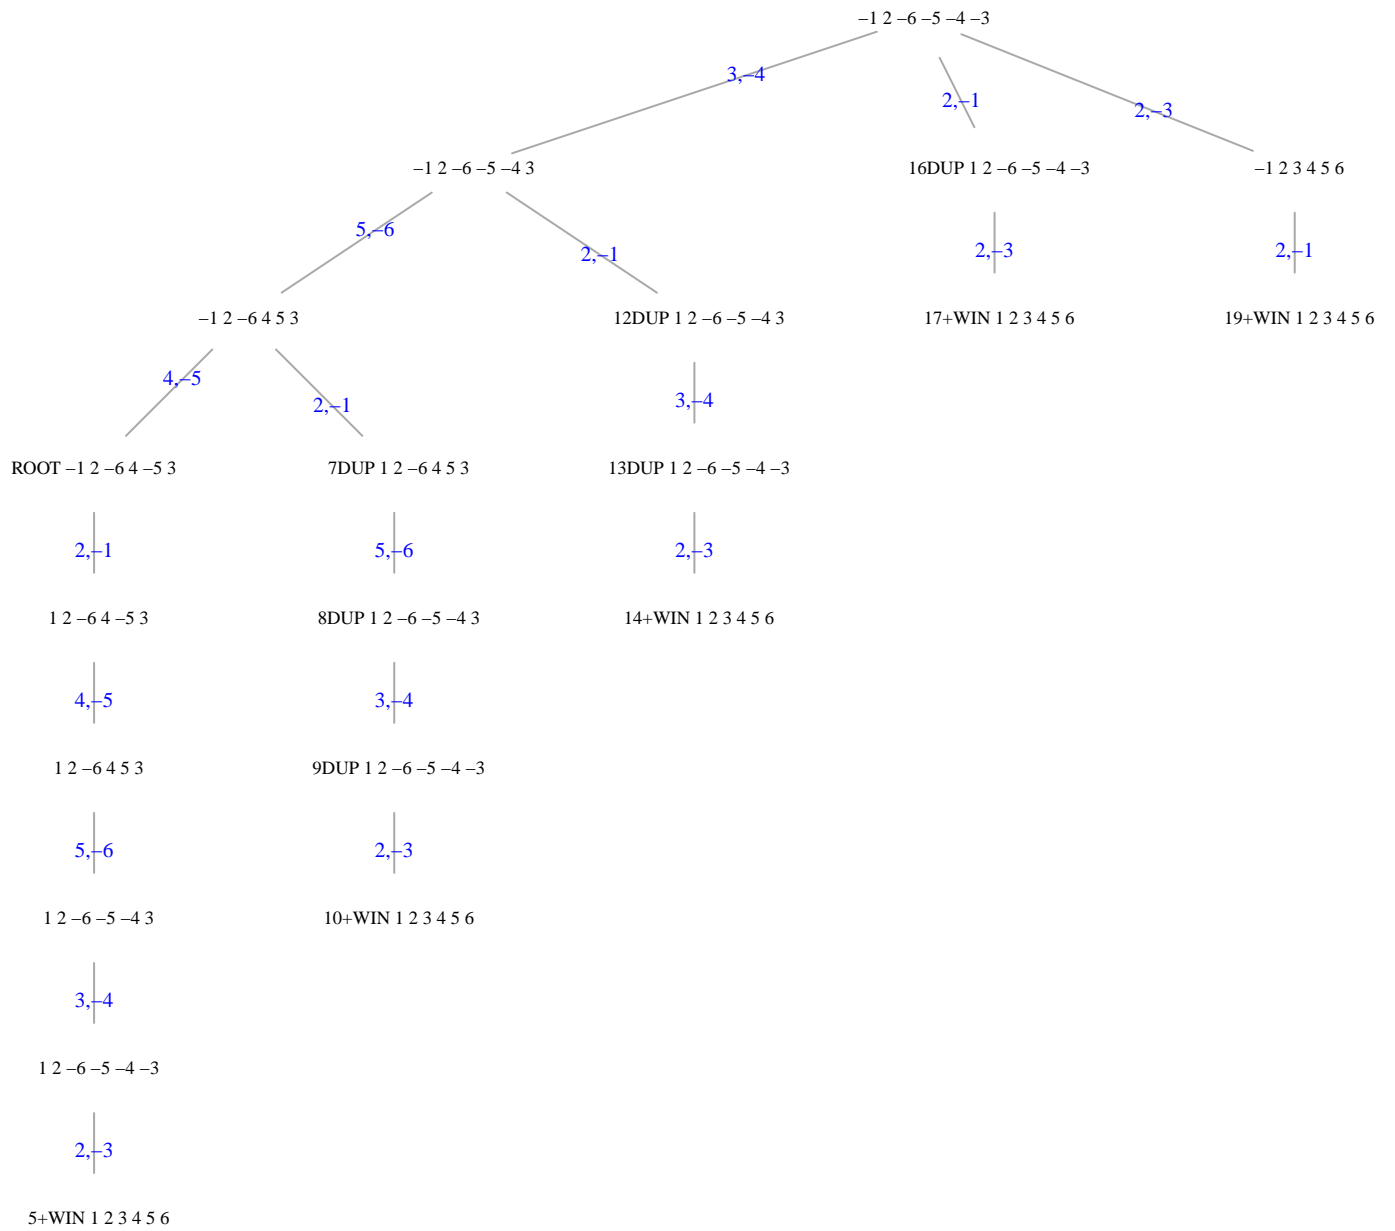 −1 2 −6 −5 −4 −3
3,−4
2,−1
2,−3
−1 2 −6 −5 −4 3
16DUP 1 2 −6 −5 −4 −3
−1 2 3 4 5 6
5,−6
2,−1
2,−3
2,−1
−1 2 −6 4 5 3
12DUP 1 2 −6 −5 −4 3
17+WIN 1 2 3 4 5 6
19+WIN 1 2 3 4 5 6
4,−5
2,−1
3,−4
ROOT −1 2 −6 4 −5 3
7DUP 1 2 −6 4 5 3
13DUP 1 2 −6 −5 −4 −3
2,−1
5,−6
2,−3
1 2 −6 4 −5 3
8DUP 1 2 −6 −5 −4 3
14+WIN 1 2 3 4 5 6
4,−5
3,−4
1 2 −6 4 5 3
9DUP 1 2 −6 −5 −4 −3
5,−6
2,−3
1 2 −6 −5 −4 3
10+WIN 1 2 3 4 5 6
3,−4
1 2 −6 −5 −4 −3
2,−3
5+WIN 1 2 3 4 5 6